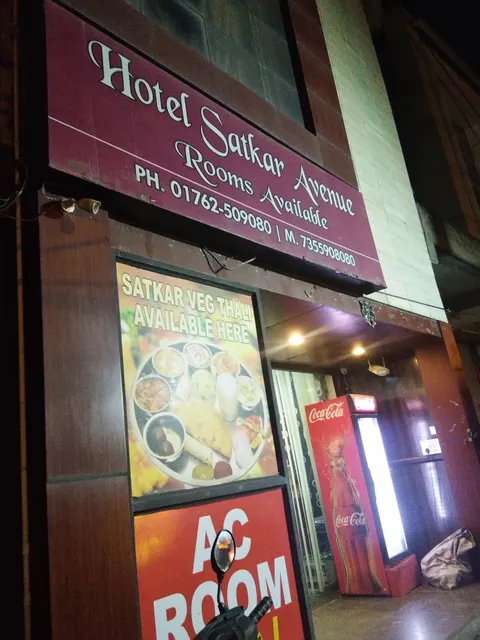 Hotel Satkar Avenue
Rooms Available
PH. 01762-509080 | M. 7355908080
SATKAR VEG THALI
AVAILABLE HERE
Coca-Cola
Coca-Cola
AC
ROOM